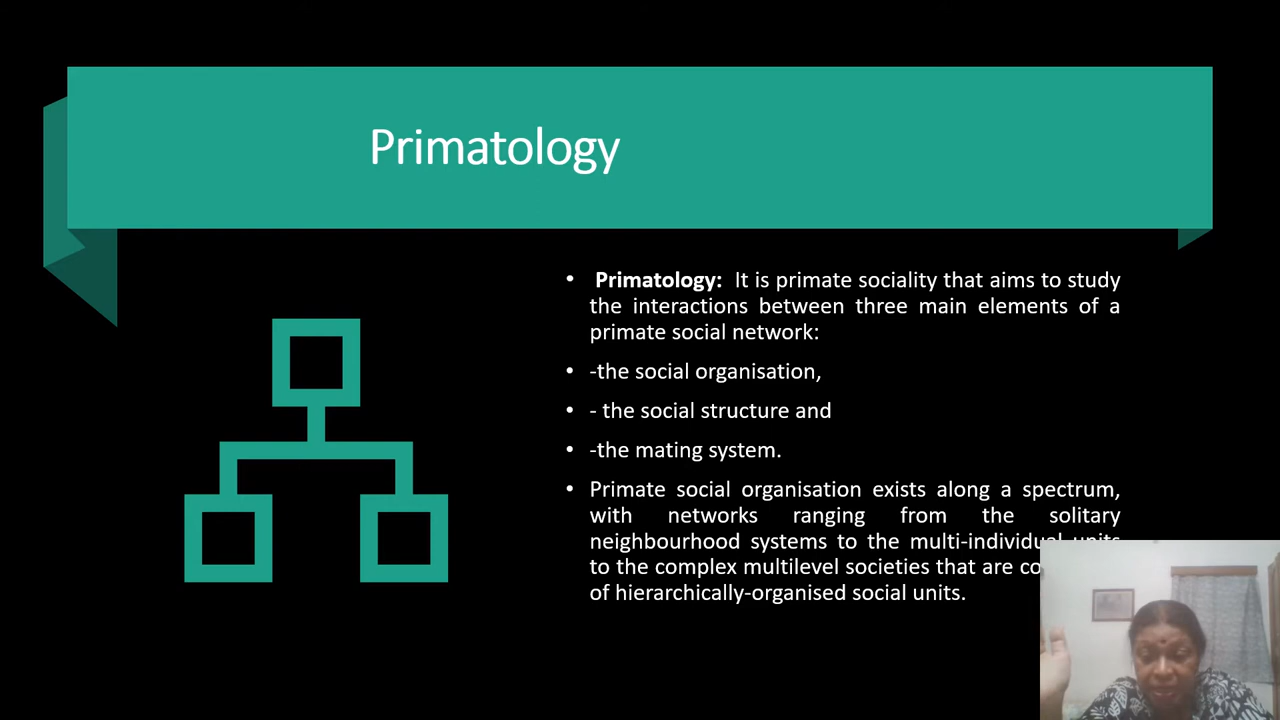 Primatology
• Primatology: It is primate sociality that aims to study
the interactions between three main elements of a
primate social network:
• -the social organisation,
• - the social structure and
• -the mating system.
• Primate social organisation exists along a spectrum,
with networks ranging from the solitary
neighbourhood systems to the multi-individual units
to the complex multilevel societies that are
of hierarchically-organised social units.